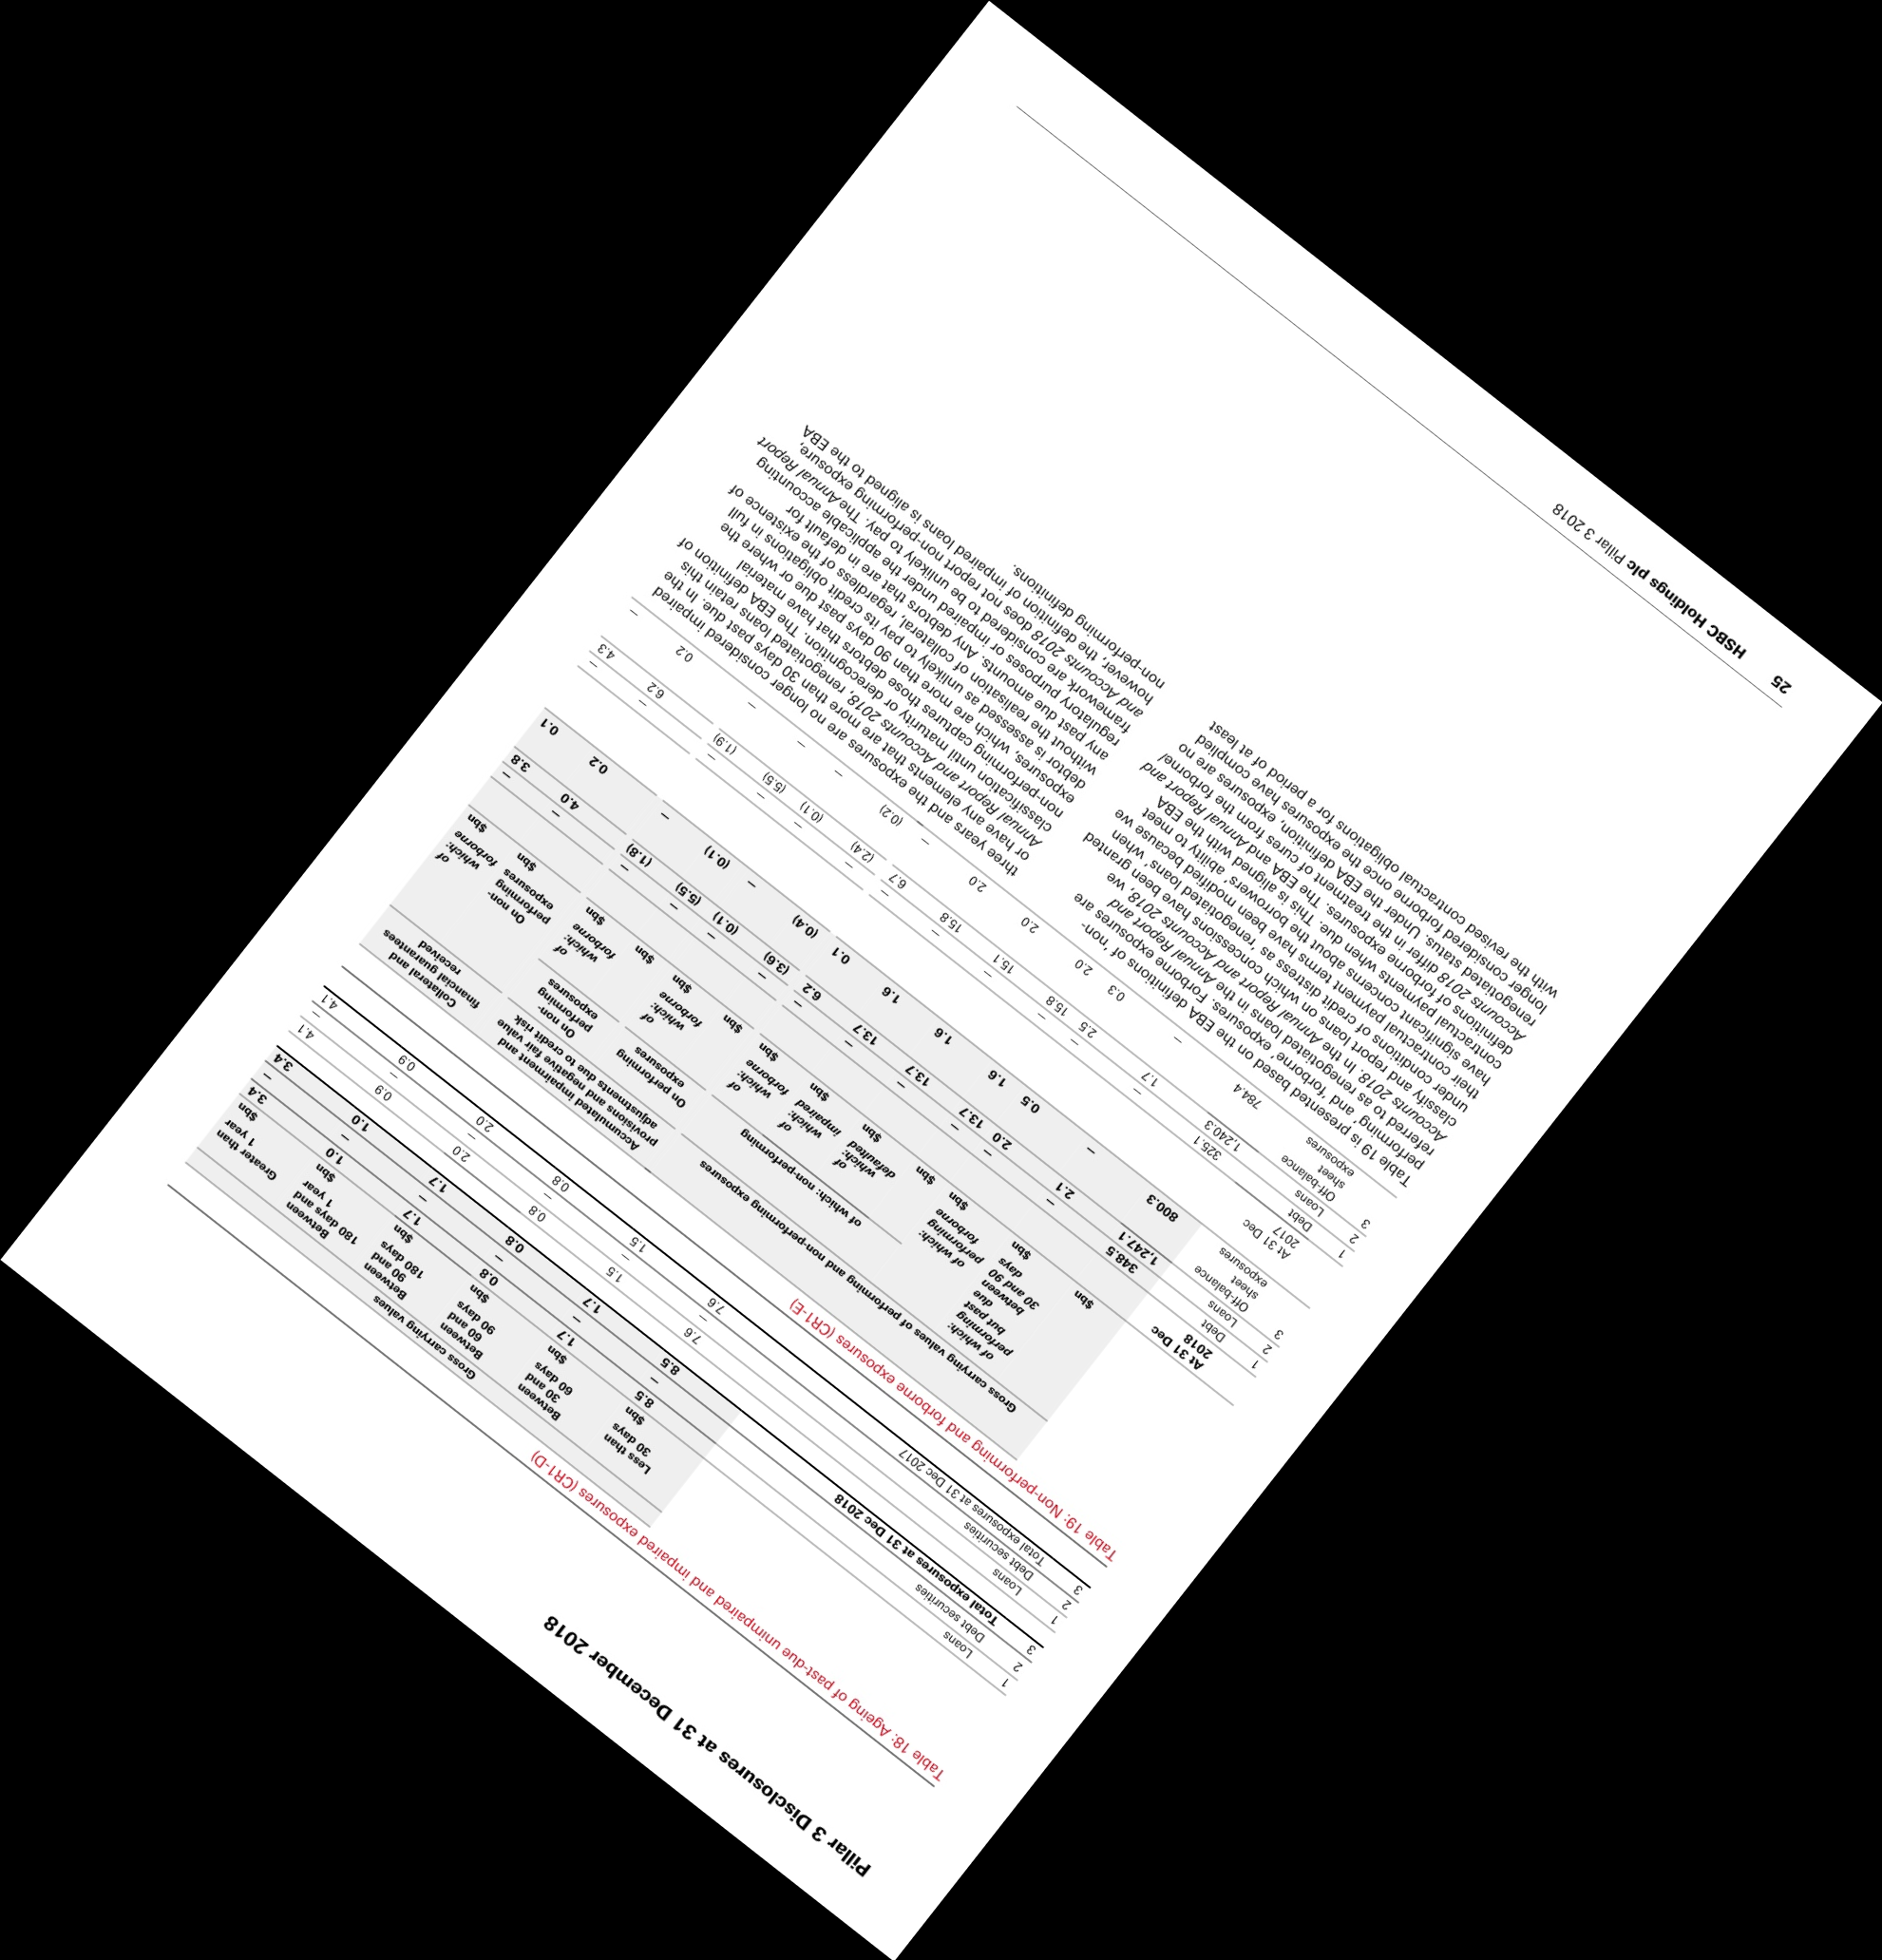 Pillar 3 Disclosures at 31 December 2018
Table 18: Ageing of past-due unimpaired and impaired exposures (CR1-D)
Gross carrying values
Less than 30 days Between 30 and 60 days Between 60 and 90 days Between 90 and 180 days Between 180 days and 1 year Greater than 1 year
$bn $bn $bn $bn $bn $bn
1 Loans 8.5 1.7 0.8 1.7 1.0 3.4
2 Debt securities – – – – – –
3 Total exposures at 31 Dec 2018 8.5 1.7 0.8 1.7 1.0 3.4
1 Loans 7.6 1.5 0.8 2.0 0.9 4.1
2 Debt securities – – – – – –
3 Total exposures at 31 Dec 2017 7.6 1.5 0.8 2.0 0.9 4.1
Table 19: Non-performing and forborne exposures (CR1-E)
Gross carrying values of performing and non-performing exposures Accumulated impairment and provisions and negative fair value adjustments due to credit risk Collateral and financial guarantees received
of which: performing but past due between 30 and 90 days of which: performing forborne of which: non-performing On performing exposures On non-performing exposures On non-performing exposures of which: forborne
of which: defaulted of which: impaired of which: forborne of which: forborne of which: forborne
$bn $bn $bn $bn $bn $bn $bn $bn $bn $bn $bn $bn $bn
At 31 Dec 2018
1 Debt 348.5 – – – – – – – – – – – –
2 Loans 1,247.1 2.1 2.0 13.7 13.7 13.7 6.2 (3.6) (0.1) (5.5) (1.8) 4.0 3.8
3 Off-balance sheet exposures 800.3 – 0.5 1.6 1.6 1.6 0.1 (0.4) – (0.1) – 0.2 0.1
At 31 Dec 2017
1 Debt 325.1 – – – – – – – – – – – –
2 Loans 1,240.3 1.7 2.5 15.8 15.1 15.8 6.7 (2.4) (0.1) (5.5) (1.9) 6.2 4.3
3 Off-balance sheet exposures 784.4 – 0.3 2.0 2.0 2.0 – (0.2) – – – 0.2 –
Table 19 is presented based on the EBA definitions of 'non-
performing' and 'forborne' exposures. Forborne exposures are
referred to as renegotiated loans in the Annual Report and
Accounts 2018. In the Annual Report and Accounts 2018, we
classify and report loans on which concessions have been granted
under conditions of credit distress as 'renegotiated loans' when
their contractual payment terms have been modified because we
have significant concerns about the borrowers' ability to meet
contractual payments when due. This is aligned with the EBA
definitions of forborne exposures. The EBA and Annual Report and
Accounts 2018 differ in the treatment of cures from the forborne/
renegotiated status. Under the EBA definition, exposures are no
longer considered forborne once the exposures have complied
with the revised contractual obligations for a period of at least
three years and the exposures are no longer considered impaired
or have any elements that are more than 30 days past due. In the
Annual Report and Accounts 2018, renegotiated loans retain this
classification until maturity or derecognition. The EBA definition of
non-performing captures those debtors that have material
exposures, which are more than 90 days past due or where the
debtor is assessed as unlikely to pay its credit obligations in full
without the realisation of collateral, regardless of the existence of
any past due amounts. Any debtors that are in default for
regulatory purposes or impaired under the applicable accounting
framework are considered to be unlikely to pay. The Annual Report
and Accounts 2018 does not report non-performing exposure,
however, the definition of impaired loans is aligned to the EBA
non-performing definitions.
25 HSBC Holdings plc Pillar 3 2018